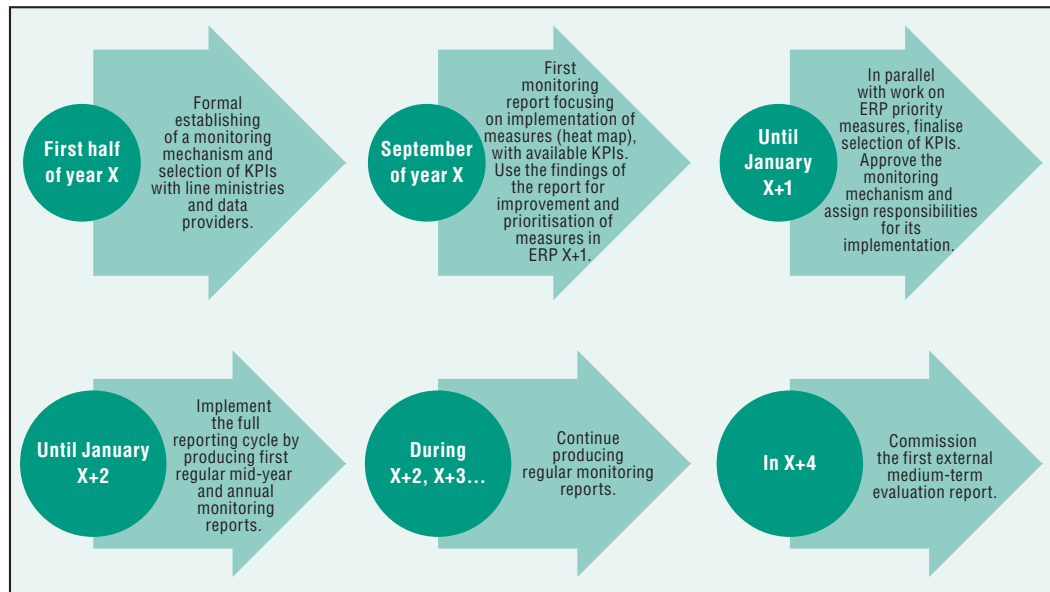 First half
of year X
Formal
establishing
of a monitoring
mechanism and
selection of KPIs
with line ministries
and data
providers.
September
of year X
First
monitoring
report focusing
on implementation of
measures (heat map),
with available KPIs.
Use the findings of
the report for
improvement and
prioritisation of
measures in
ERP X+1.
Until
January
X+1
In parallel
with work on
ERP priority
measures, finalise
selection of KPIs.
Approve the
monitoring
mechanism and
assign responsibilities
for its
implementation.
Until January
X+2
Implement
the full
reporting cycle by
producing first
regular mid-year
and annual
monitoring
reports.
During
X+2, X+3...
Continue
producing
regular monitoring
reports.
In X+4
Commission
the first external
medium-term
evaluation report.